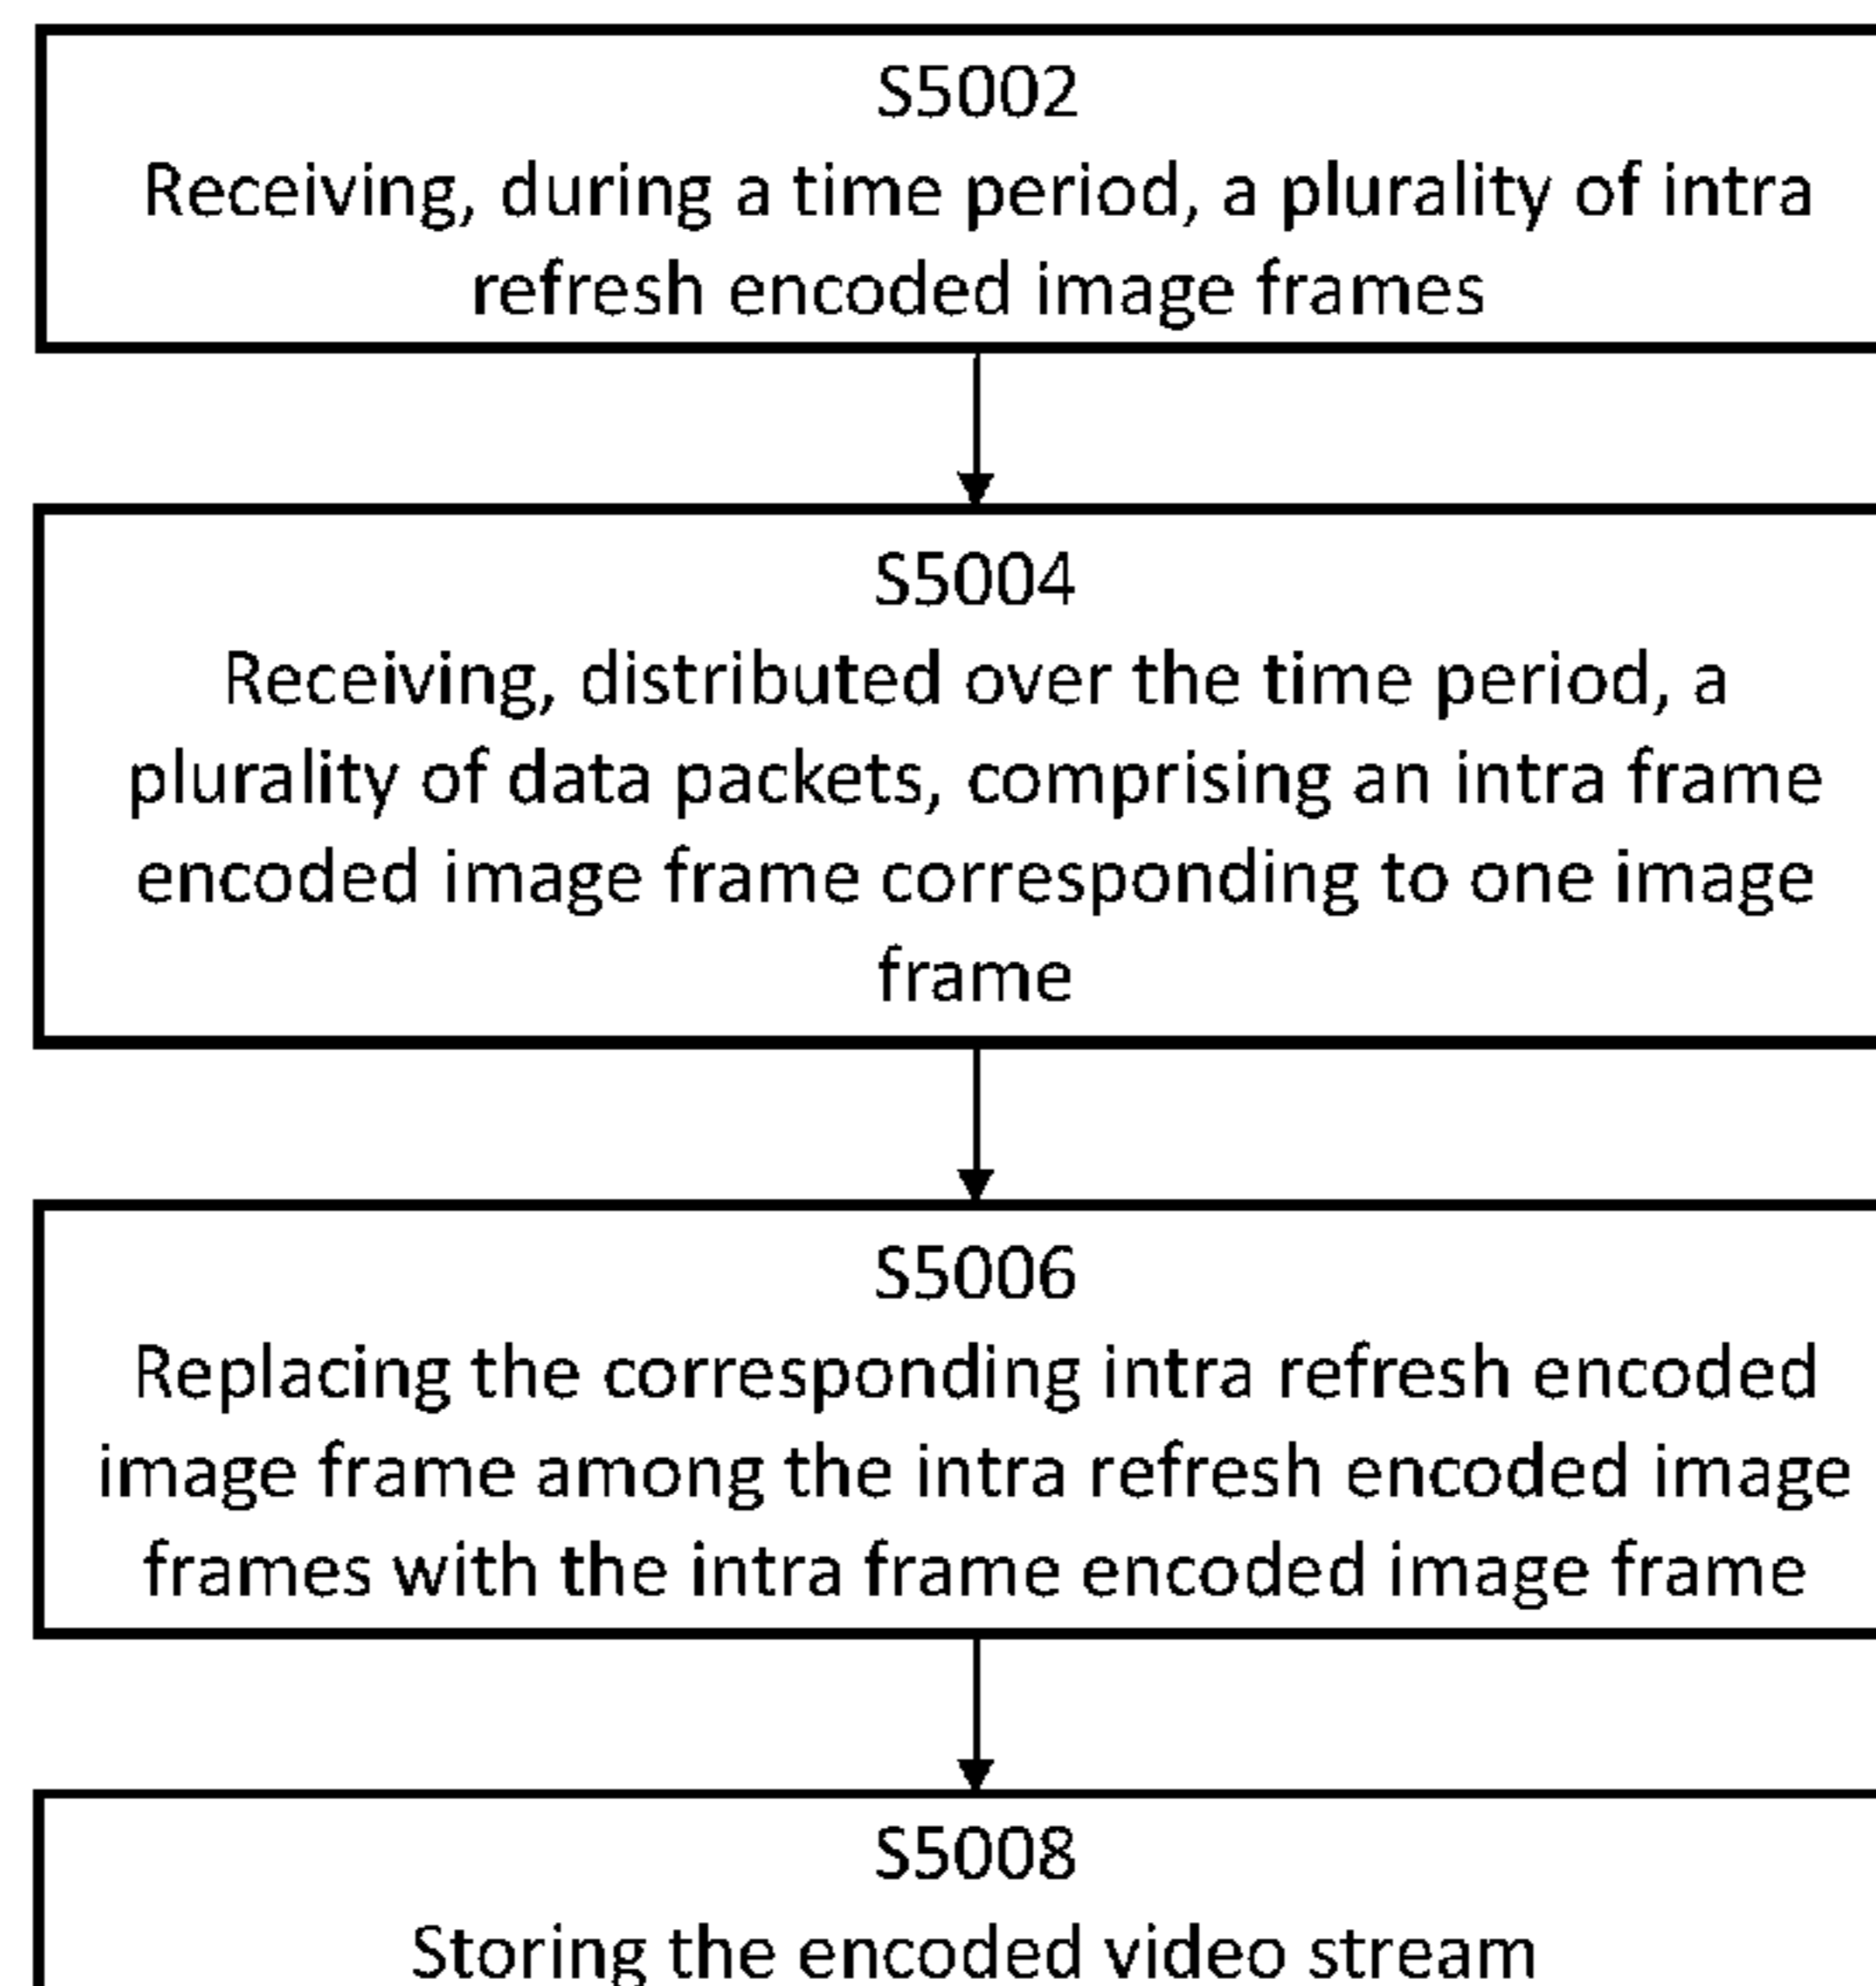 S5002
Receiving, during a time period, a plurality of intra
refresh encoded image frames
S5004
Receiving, distributed over the time period, a
plurality of data packets, comprising an intra frame
encoded image frame corresponding to one image
frame
S5006
Replacing the corresponding intra refresh encoded
image frame among the intra refresh encoded image
frames with the intra frame encoded image frame
S5008
Storing the encoded video stream